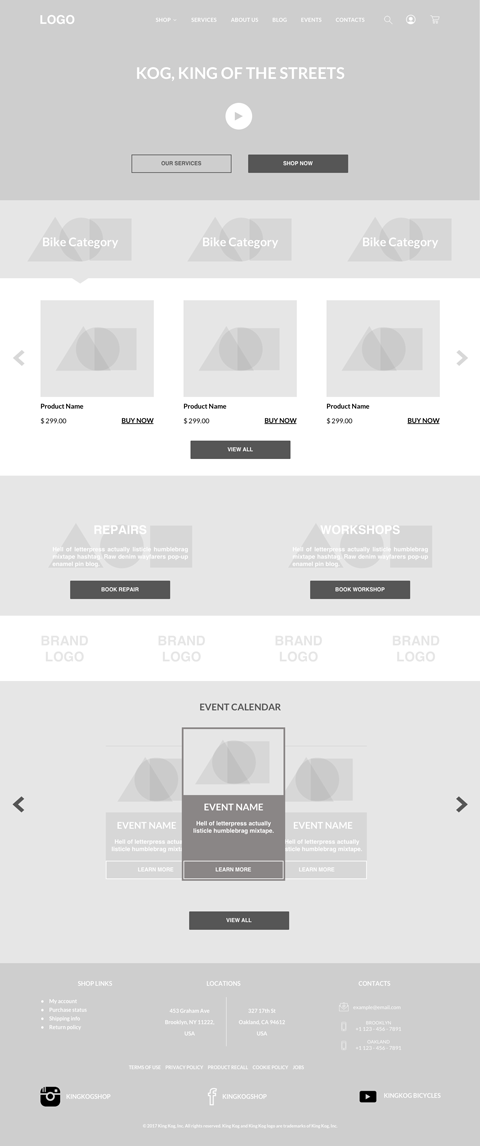 LOGO
SHOP
SERVICES
ABOUT US
BLOG
EVENTS
CONTACTS
KOG, KING OF THE STREETS
OUR SERVICES
SHOP NOW
Bike Category
Bike Category
Bike Category
Product Name
$ 299.00
BUY NOW
Product Name
$ 299.00
BUY NOW
Product Name
$ 299.00
BUY NOW
VIEW ALL
REPAIRS
Hell of letterpress actually listicle humblebrag
mixtape hashtag. Raw denim wayfarers pop-up
enamel pin blog.
BOOK REPAIR
WORKSHOPS
Hell of letterpress actually listicle humblebrag
mixtape hashtag. Raw denim wayfarers pop-up
enamel pin blog.
BOOK WORKSHOP
BRAND
LOGO
BRAND
LOGO
BRAND
LOGO
BRAND
LOGO
EVENT CALENDAR
EVENT NAME
Hell of letterpress actua
listicle humblebrag mixt
LEARN MORE
EVENT NAME
Hell of letterpress actually
listicle humblebrag mixtape.
LEARN MORE
EVENT NAME
of letterpress actually
listicle humblebrag mixtape.
LEARN MORE
VIEW ALL
SHOP LINKS
My account
Purchase status
Shipping info
Return policy
LOCATIONS
453 Graham Ave
Brooklyn, NY 11222,
USA
327 17th St
Oakland, CA 94612
USA
CONTACTS
example@email.com
BROOKLYN
+1 123 - 456 - 7895
OAKLAND
+1 123 - 456 - 7895
TERMS OF USE PRIVACY POLICY PRODUCT RECALL COOKIE POLICY JOBS
KINGKOGSHOP
KINGKOGSHOP
KINGKOG BICYCLES
© 2017 King Kog, Inc. All rights reserved. King Kog and King Kog logo are trademarks of King Kog, Inc.